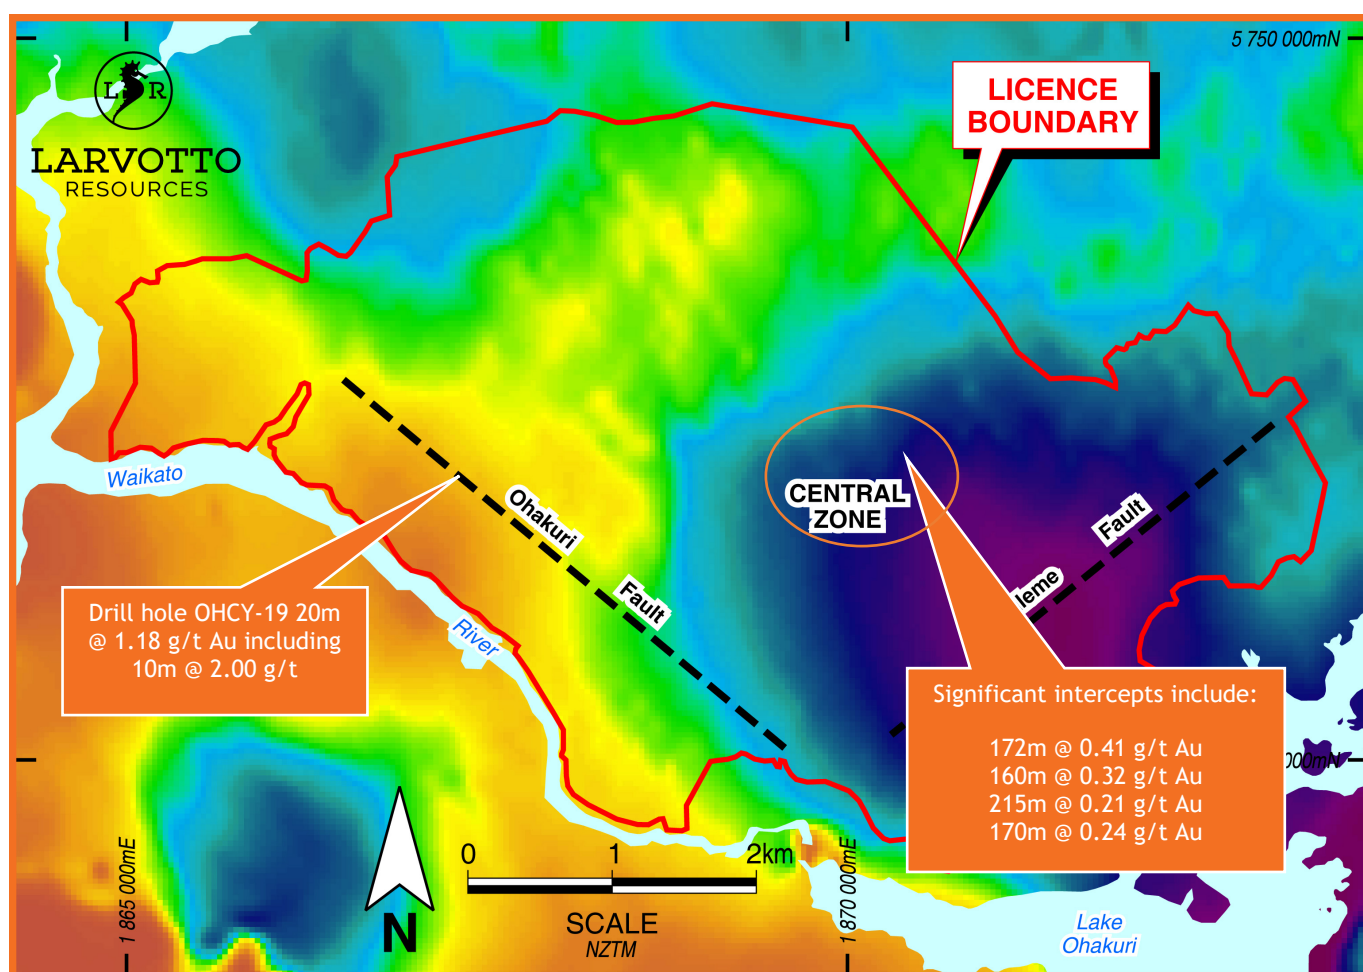 5 750 000mN
L R
LARVOTTO
RESOURCES
LICENCE
BOUNDARY
Waikato
Ohakuri
Fault
CENTRAL
ZONE
Fault
leme
Drill hole OHCY-19 20m
@ 1.18 g/t Au including
10m @ 2.00 g/t
River
Significant intercepts include:
172m @ 0.41 g/t Au
160m @ 0.32 g/t Au
215m @ 0.21 g/t Au
170m @ 0.24 g/t Au
000mN
1 865 000mE
N
0 1 2km
SCALE
NZTM
1 870 000mE
Lake
Ohakuri